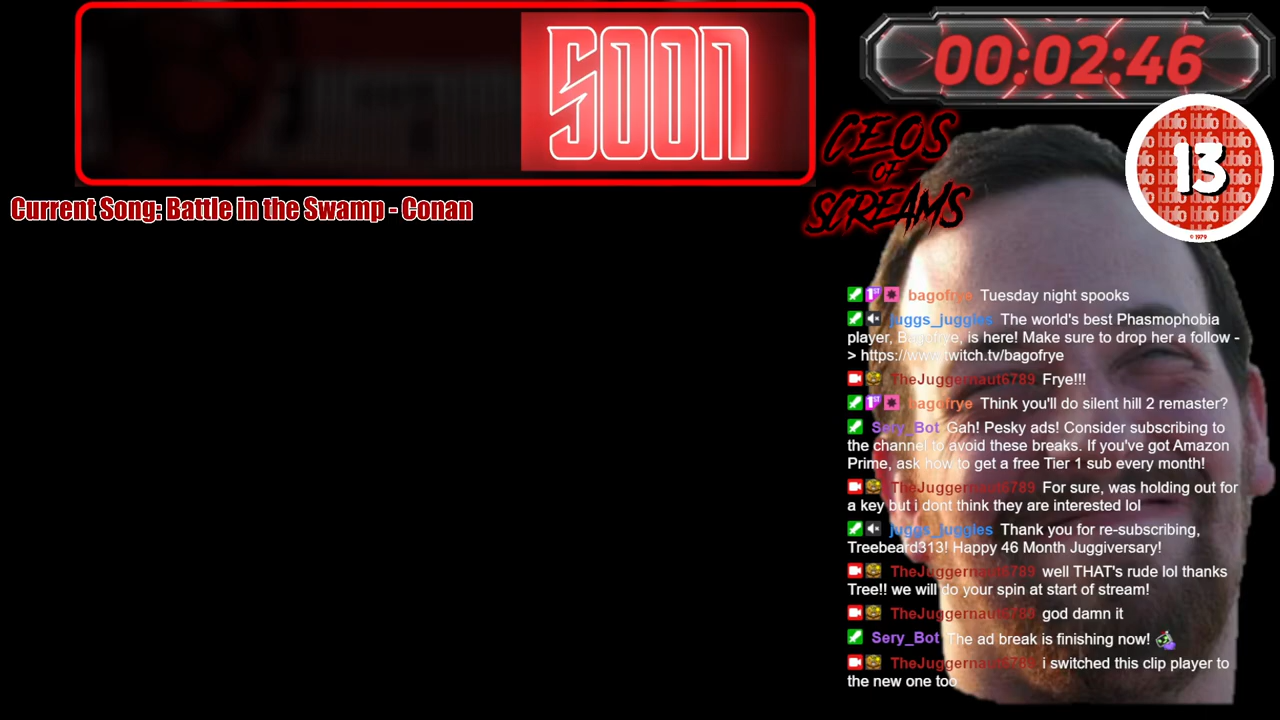 SOON
00:02:46
CEOS
OF
SCREAMS
13
© 1979
Current Song: Battle in the Swamp - Conan
bagofrye Tuesday night spooks
juggs_juggles The world's best Phasmophobia
player, Bagofrye, is here! Make sure to drop her a follow -
> https://www.twitch.tv/bagofrye
TheJuggernaut6789 Frye!!!
bagofrye Think you'll do silent hill 2 remaster?
Sery_Bot Gah! Pesky ads! Consider subscribing to
the channel to avoid these breaks. If you've got Amazon
Prime, ask how to get a free Tier 1 sub every month!
TheJuggernaut6789 For sure, was holding out for
a key but i dont think they are interested lol
juggs_juggles Thank you for re-subscribing,
Treebeard313! Happy 46 Month Juggiversary!
TheJuggernaut6789 well THAT's rude lol thanks
Tree!! we will do your spin at start of stream!
TheJuggernaut6789 god damn it
Sery_Bot The ad break is finishing now!
TheJuggernaut6789 i switched this clip player to
the new one too